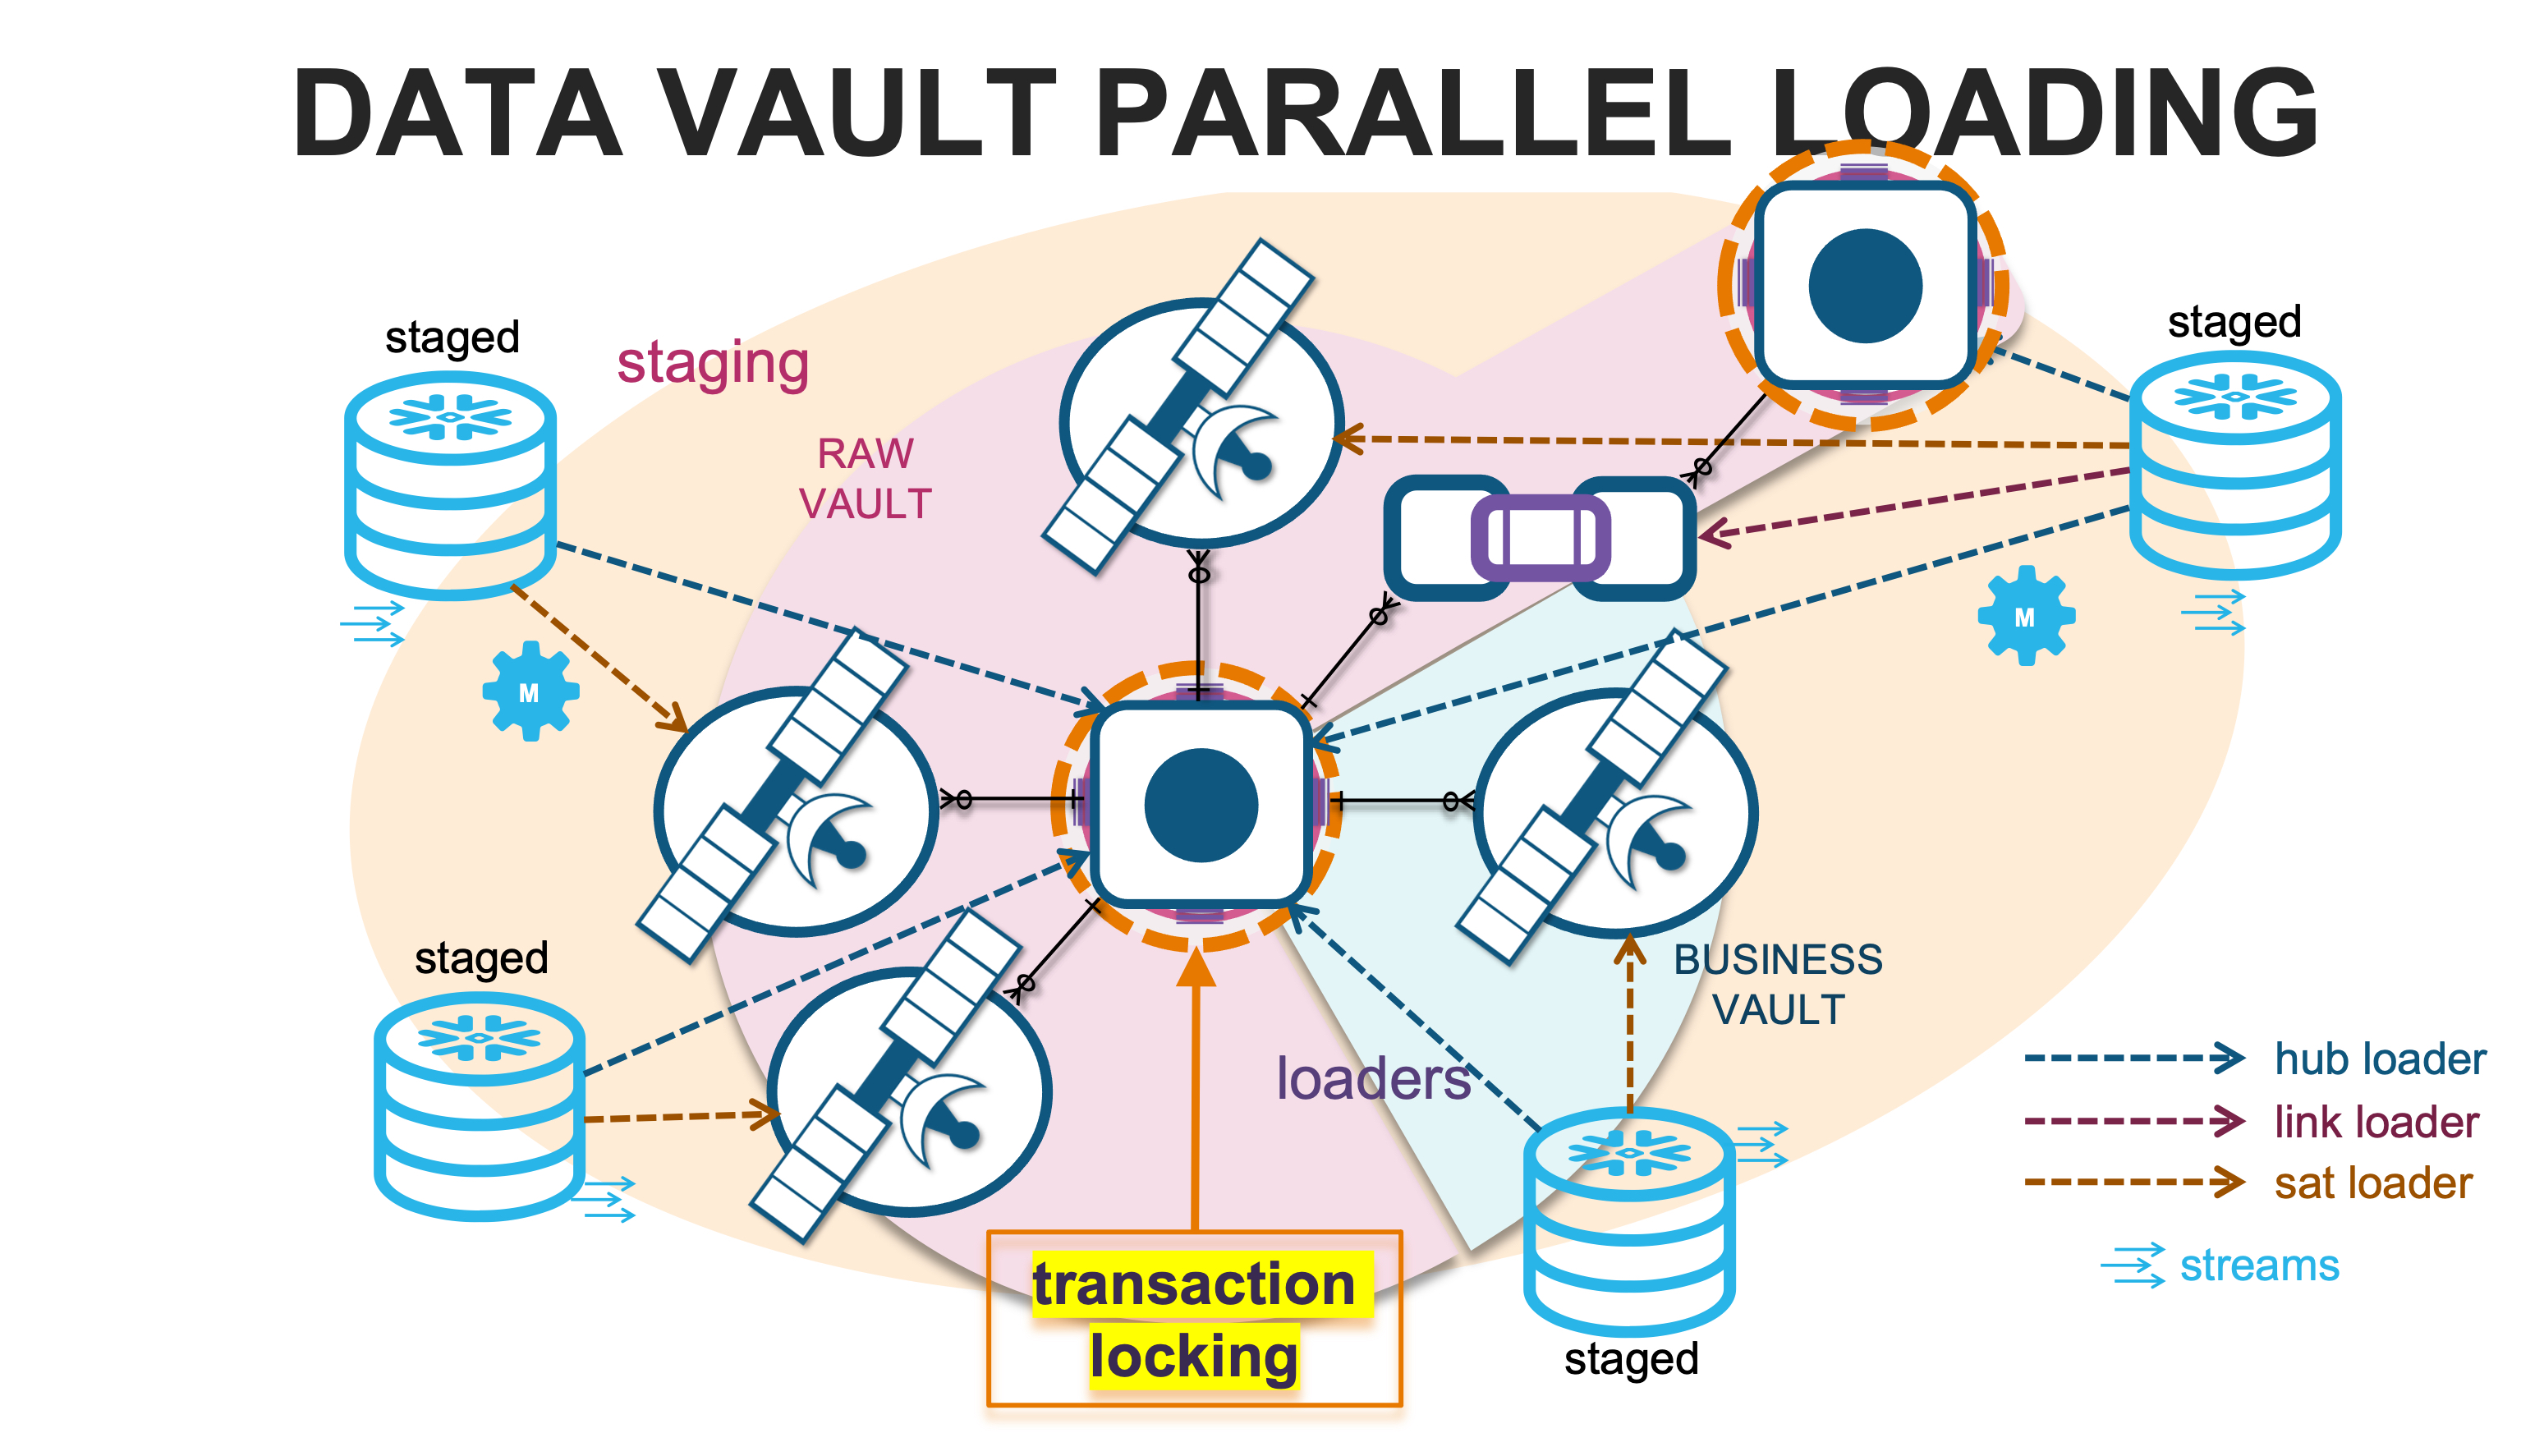 DATA VAULT PARALLEL LOADING
staged
staging
staged
RAW
VAULT
M
M
staged
BUSINESS
VAULT
loaders
hub loader
link loader
sat loader
streams
transaction
locking
staged